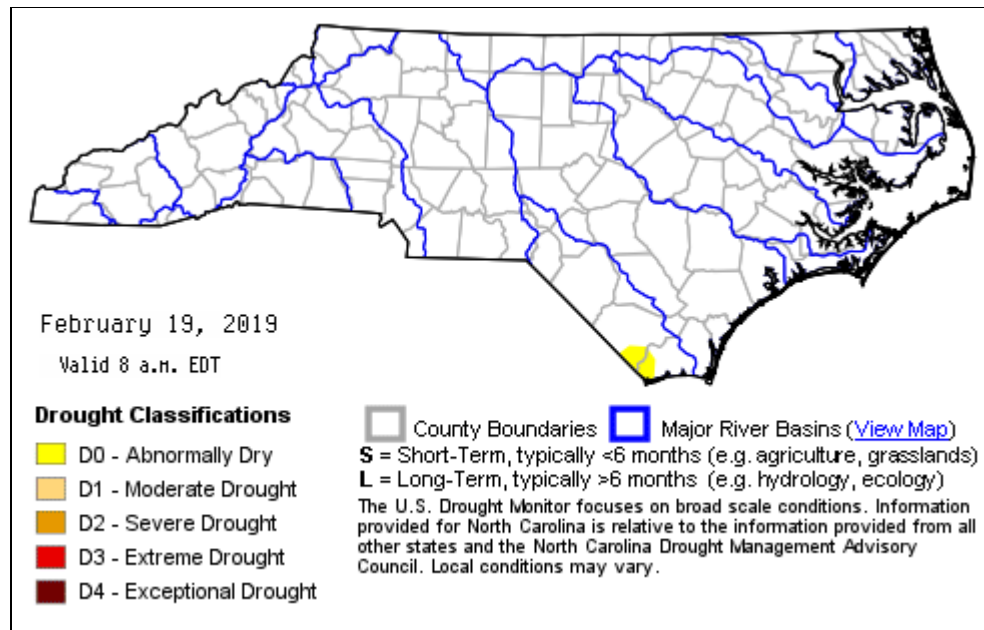 February 19, 2019
Valid 8 a.m. EDT
Drought Classifications
D0 - Abnormally Dry
D1 - Moderate Drought
D2 - Severe Drought
D3 - Extreme Drought
D4 - Exceptional Drought
County Boundaries Major River Basins (View Map)
S = Short-Term, typically <6 months (e.g. agriculture, grasslands)
L = Long-Term, typically >6 months (e.g. hydrology, ecology)
The U.S. Drought Monitor focuses on broad scale conditions. Information
provided for North Carolina is relative to the information provided from all
other states and the North Carolina Drought Management Advisory
Council. Local conditions may vary.